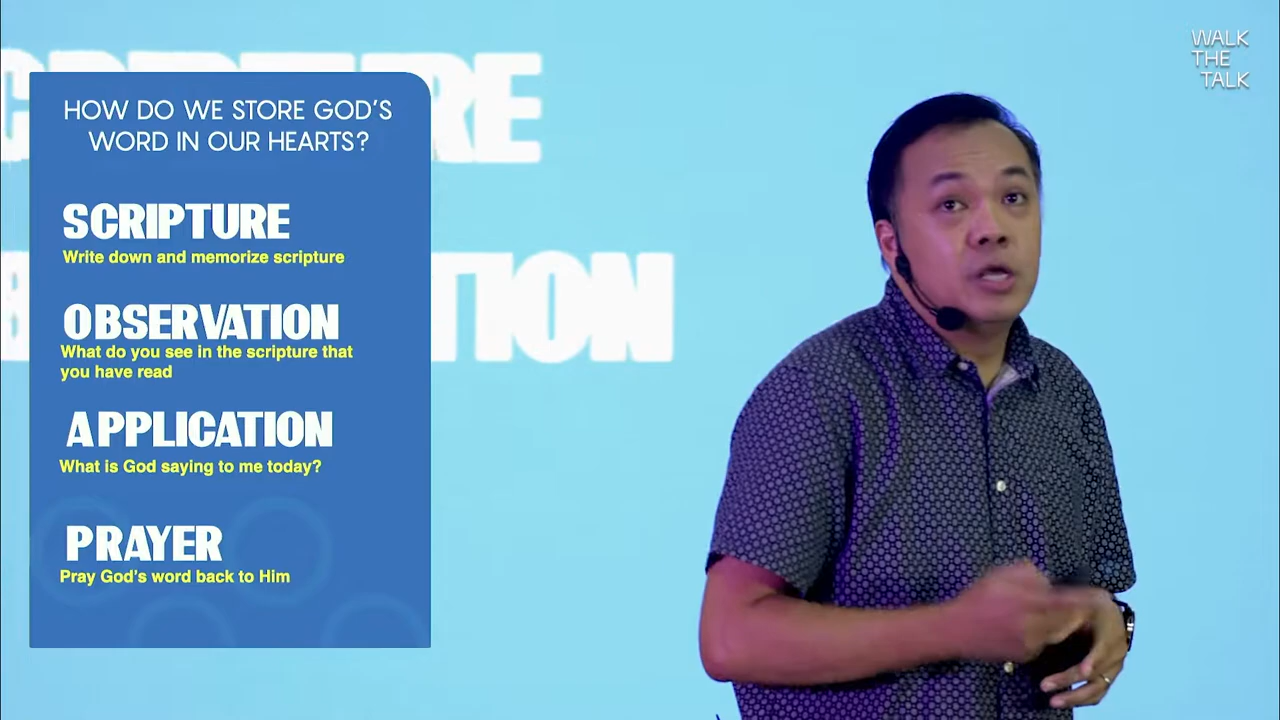 HOW DO WE STORE GOD'S
WORD IN OUR HEARTS?
SCRIPTURE
Write down and memorize scripture
OBSERVATION
What do you see in the scripture that
you have read
APPLICATION
What is God saying to me today?
PRAYER
Pray God's word back to Him
WALK
THE
TALK